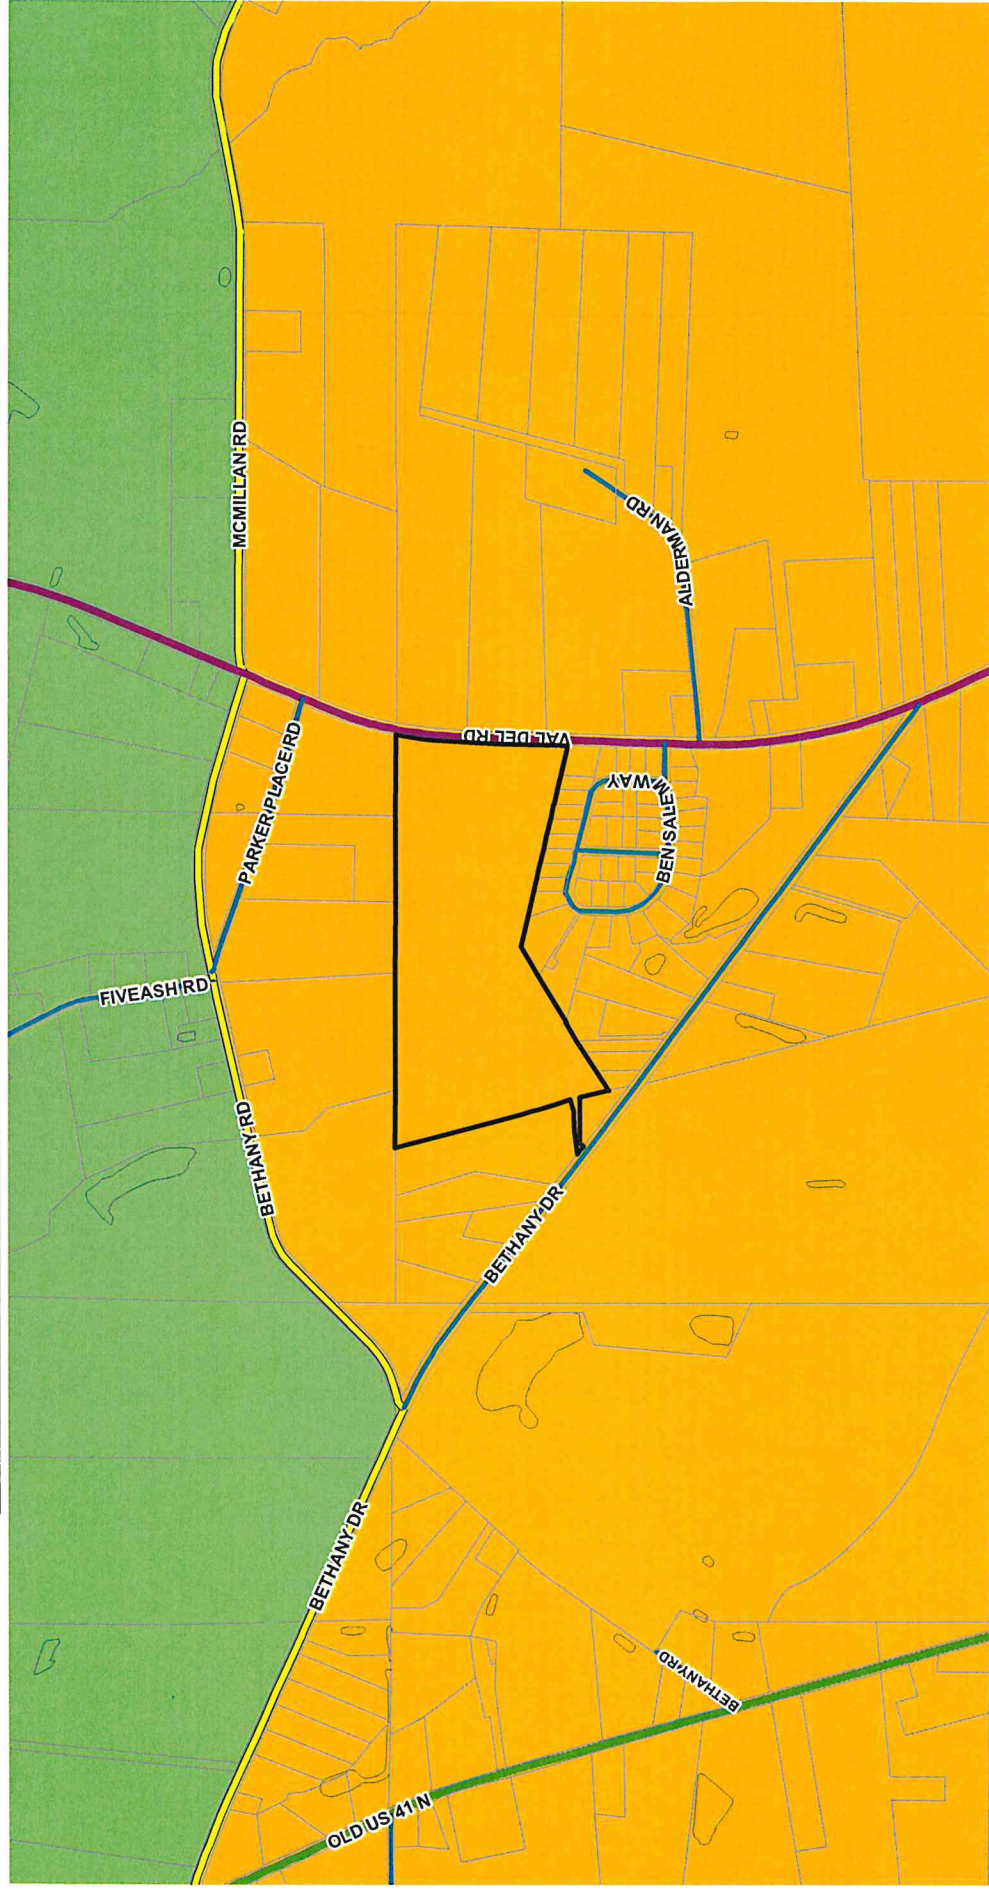 MCMILLAN RD
ALDERMAN RD
VAL DEL RD
PARKER PLACE RD
BEN SALEM WAY
FIVEASH RD
BETHANY RD
BETHANY DR
BETHANY DR
BETHANY RD
OLD US 41 N